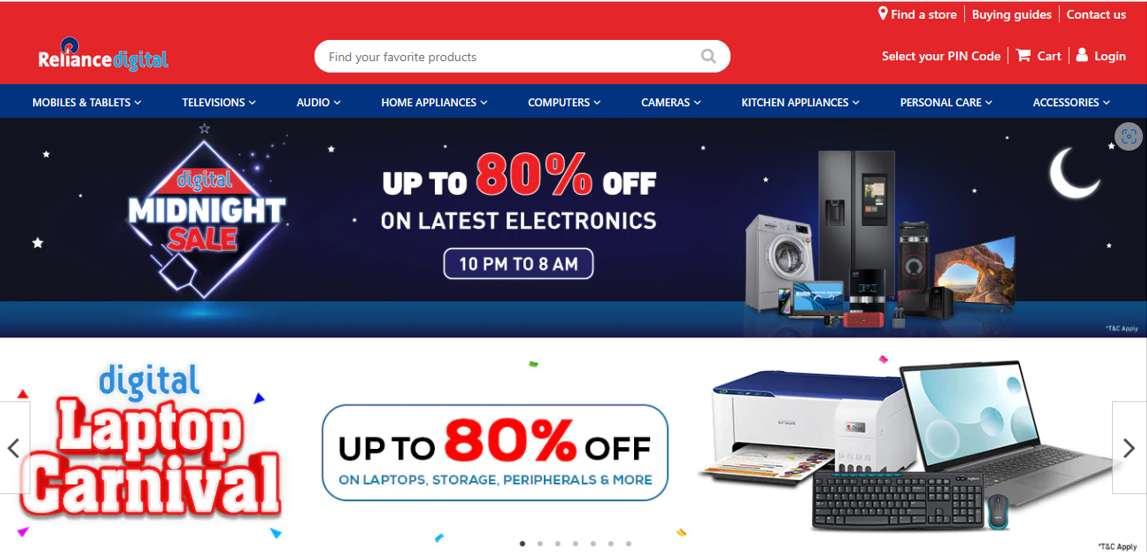 Find a store Buying guides Contact us
Reliance digital
Find your favorite products
Select your PIN Code Cart Login
MOBILES & TABLETS TELEVISIONS AUDIO HOME APPLIANCES COMPUTERS CAMERAS KITCHEN APPLIANCES PERSONAL CARE ACCESSORIES
digital
MIDNIGHT
SALE
UP TO 80% OFF
ON LATEST ELECTRONICS
10 PM TO 8 AM
*T&C Apply
digital
Laptop
Carnival
UP TO 80% OFF
ON LAPTOPS, STORAGE, PERIPHERALS & MORE
EPSON
*T&C Apply